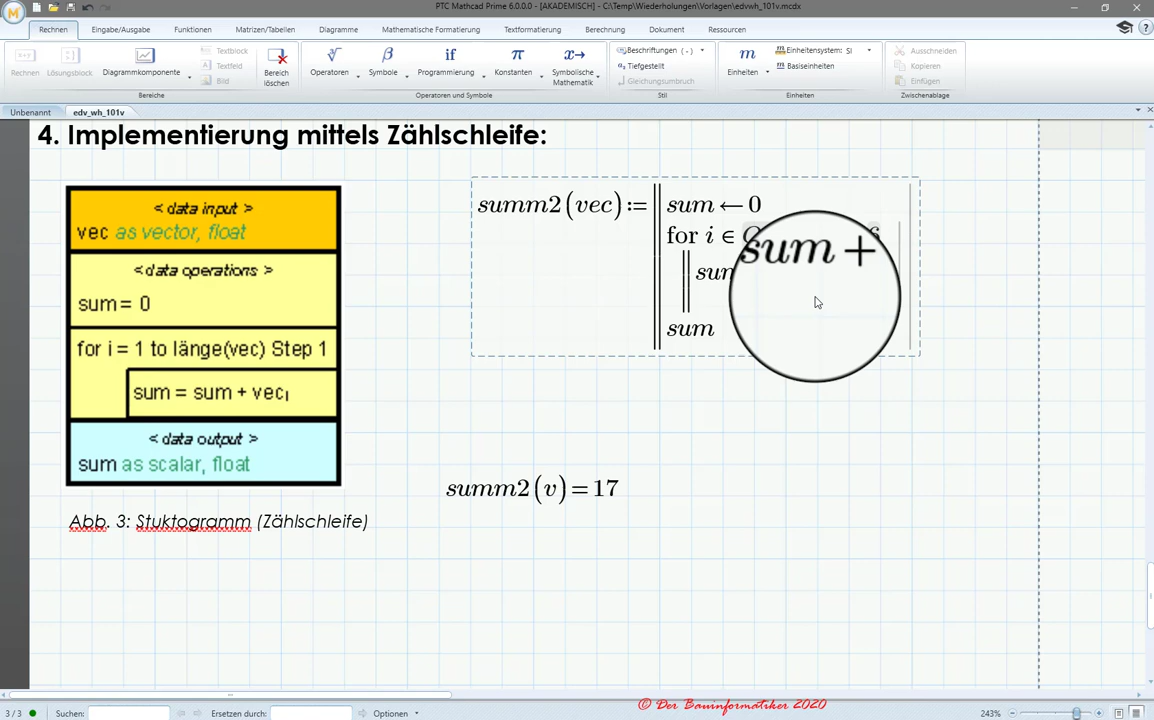 PTC Mathcad Prime 6.0.0.0 - [AKADEMISCH] - C:\Temp\Wiederholungen\Vorlagen\edvwh_101v.mcdx
Rechnen Eingabe/Ausgabe Funktionen Matrizen/Tabellen Diagramme Mathematische Formatierung Textformatierung Berechnung Dokument Ressourcen
Rechnen Lösungsblock Diagrammkomponente Textblock Textfeld Bild Bereich löschen
Operatoren Symbole Programmierung Konstanten Symbolische Mathematik
Beschriftungen ( - ) Tiefgestellt Gleichungsumbruch
Einheiten Einheitensystem: SI Basiseinheiten
Ausschneiden Kopieren Einfügen
Bereiche Operatoren und Symbole Stil Einheiten Zwischenablage
Unbenannt edv_wh_101v
4. Implementierung mittels Zählschleife:
< data input >
vec as vector, float
< data operations >
sum = 0
for i = 1 to länge(vec) Step 1
sum = sum + vecᵢ
< data output >
sum as scalar, float
Abb. 3: Stuktogramm (Zählschleife)
summ2(vec):= sum ← 0
for i ∈
sum +
sum
summ2(v) = 17
© Der Bauinformatiker 2020
3 / 3 Suchen: Ersetzen durch: Optionen 243%